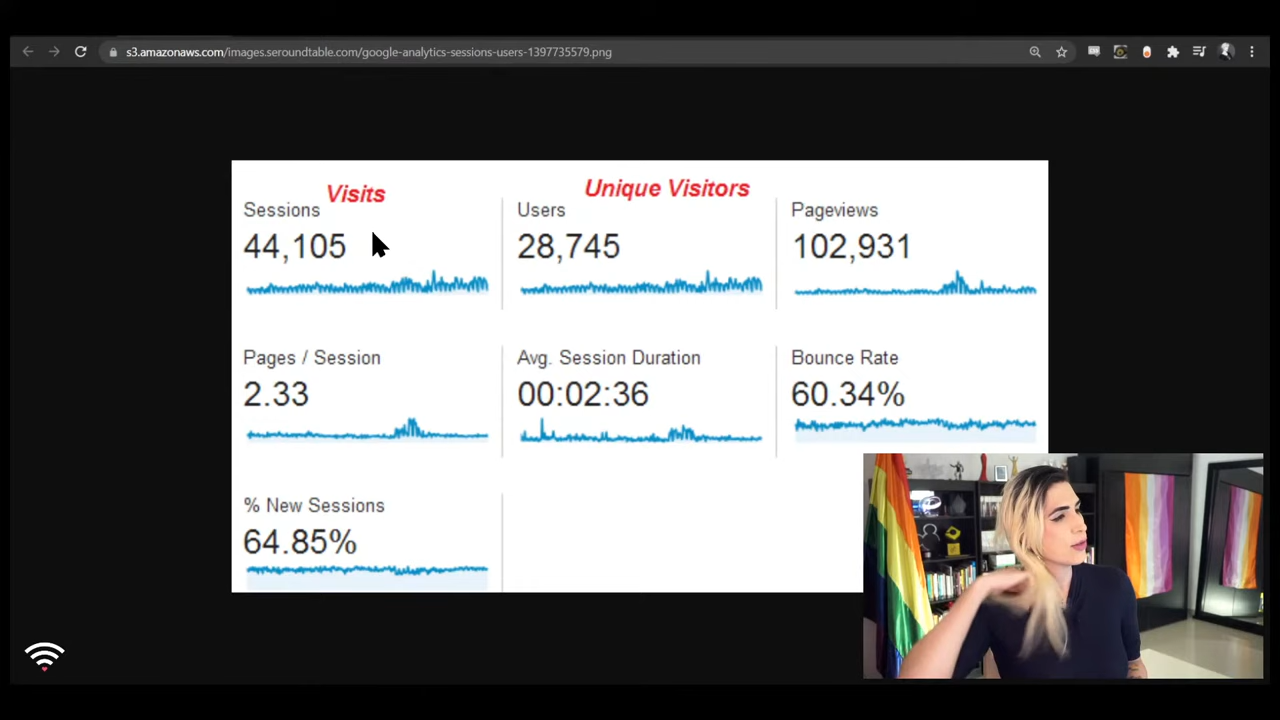 s3.amazonaws.com/images.seroundtable.com/google-analytics-sessions-users-1397735579.png
Visits
Unique Visitors
Sessions
Users
Pageviews
44,105
28,745
102,931
Pages / Session
Avg. Session Duration
Bounce Rate
2.33
00:02:36
60.34%
% New Sessions
64.85%